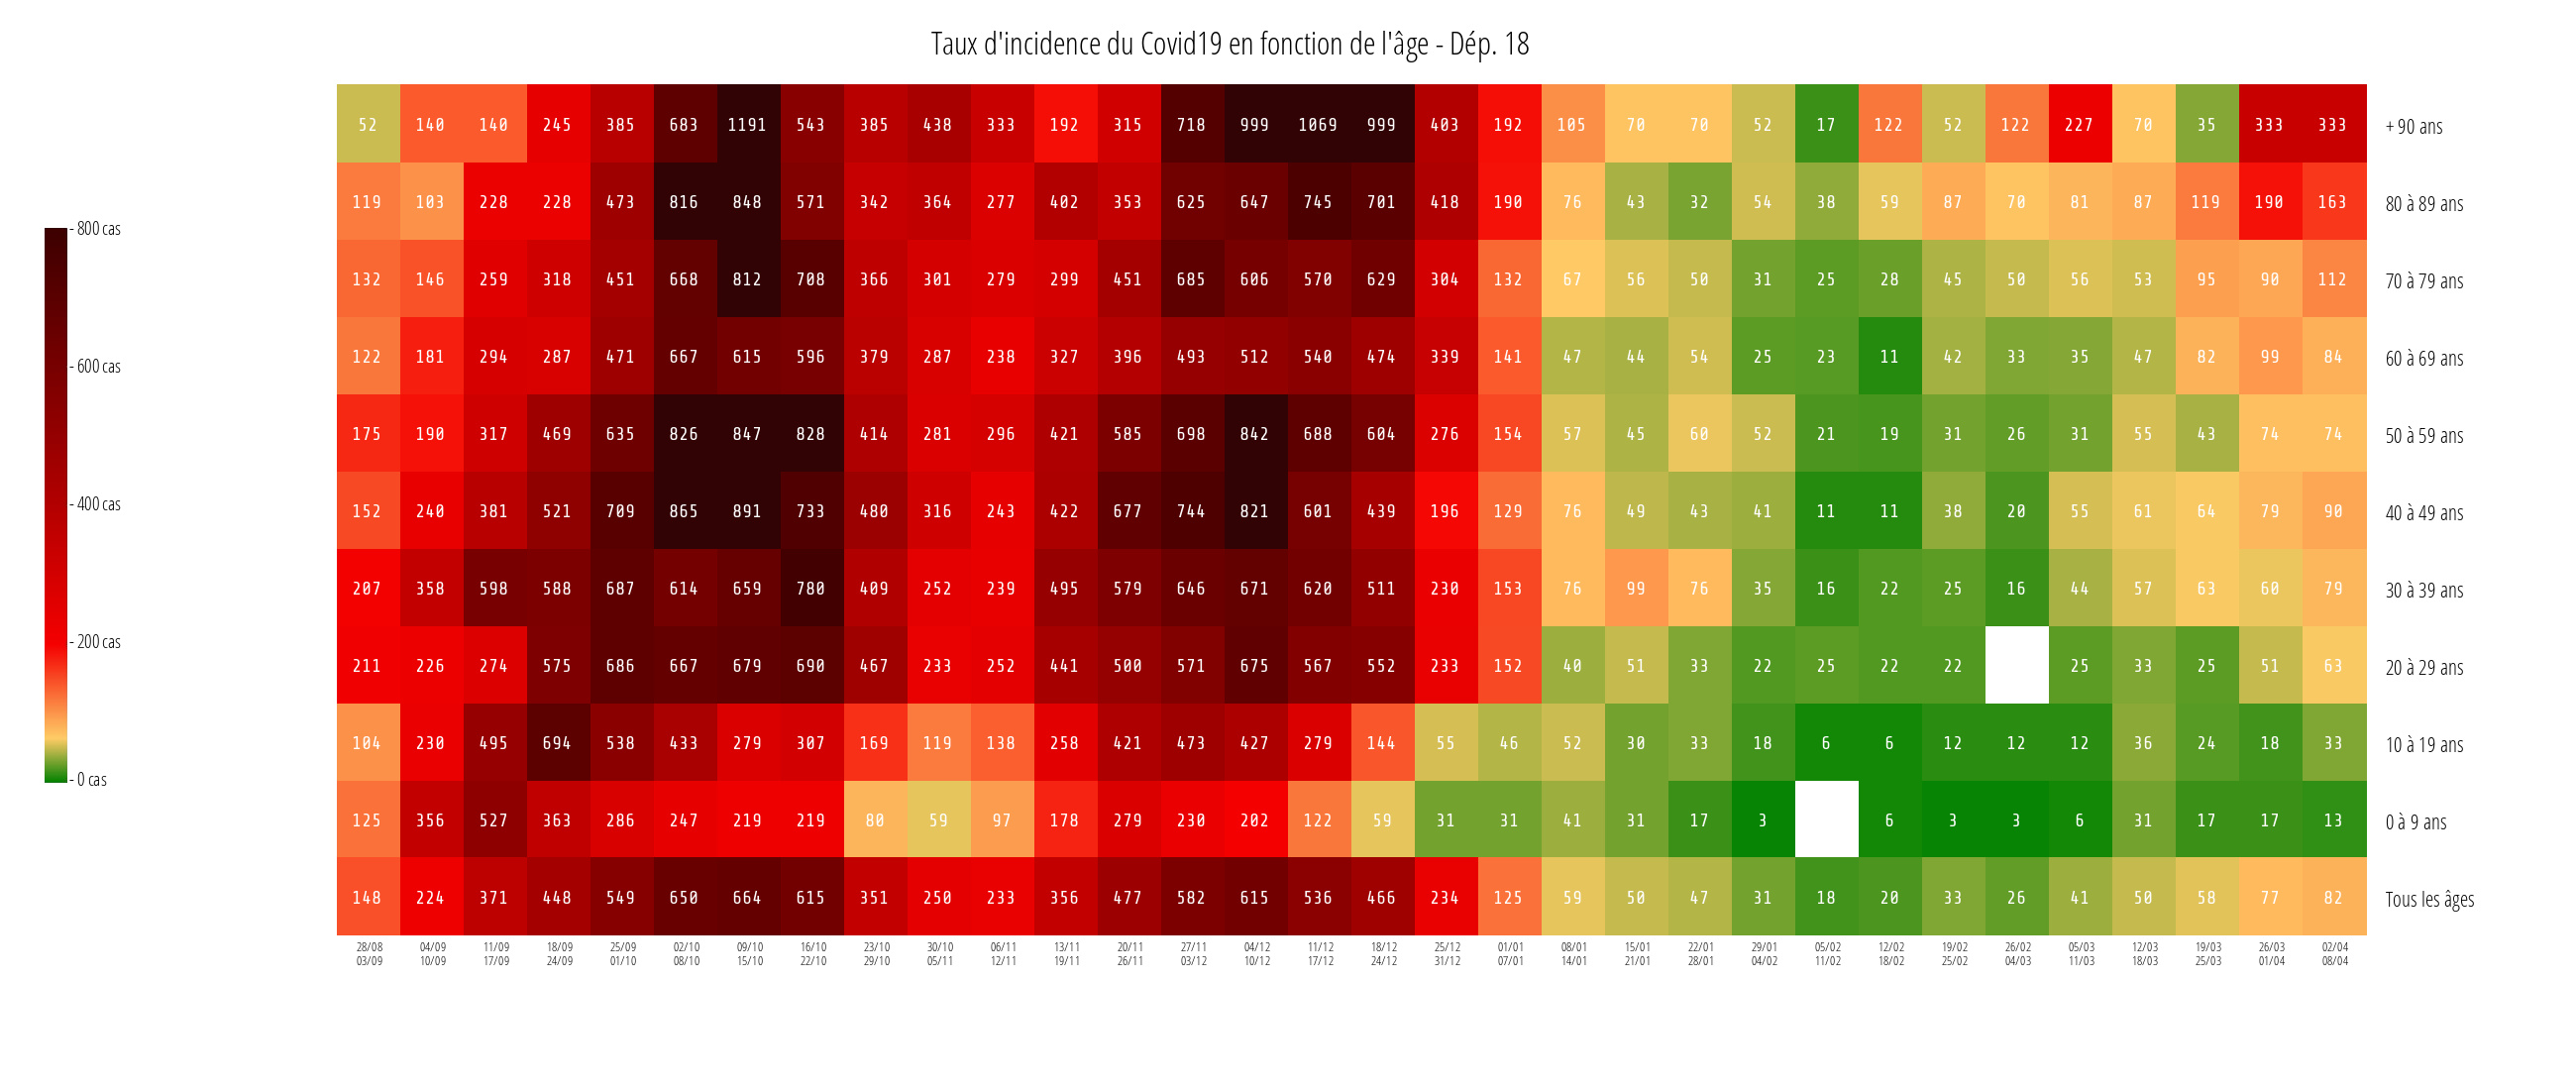 Taux d'incidence du Covid19 en fonction de l'âge - Dép. 18
- 800 cas
- 600 cas
- 400 cas
- 200 cas
- 0 cas
52 140 140 245 385 683 1191 543 385 438 333 192 315 718 999 1069 999 403 192 105 70 70 52 17 122 52 122 227 70 35 333 333 + 90 ans
119 103 228 228 473 816 848 571 342 364 277 402 353 625 647 745 701 418 190 76 43 32 54 38 59 87 70 81 87 119 190 163 80 à 89 ans
132 146 259 318 451 668 812 708 366 301 279 299 451 685 606 570 629 304 132 67 56 50 31 25 28 45 50 56 53 95 90 112 70 à 79 ans
122 181 294 287 471 667 615 596 379 287 238 327 396 493 512 540 474 339 141 47 44 54 25 23 11 42 33 35 47 82 99 84 60 à 69 ans
175 190 317 469 635 826 847 828 414 281 296 421 585 698 842 688 604 276 154 57 45 60 52 21 19 31 26 31 55 43 74 74 50 à 59 ans
152 240 381 521 709 865 891 733 480 316 243 422 677 744 821 601 439 196 129 76 49 43 41 11 11 38 20 55 61 64 79 90 40 à 49 ans
207 358 598 588 687 614 659 780 409 252 239 495 579 646 671 620 511 230 153 76 99 76 35 16 22 25 16 44 57 63 60 79 30 à 39 ans
211 226 274 575 686 667 679 690 467 233 252 441 500 571 675 567 552 233 152 40 51 33 22 25 22 22 25 33 25 51 63 20 à 29 ans
104 230 495 694 538 433 279 307 169 119 138 258 421 473 427 279 144 55 46 52 30 33 18 6 6 12 12 12 36 24 18 33 10 à 19 ans
125 356 527 363 286 247 219 219 80 59 97 178 279 230 202 122 59 31 31 41 31 17 3 6 3 3 6 31 17 17 13 0 à 9 ans
148 224 371 448 549 650 664 615 351 250 233 356 477 582 615 536 466 234 125 59 50 47 31 18 20 33 26 41 50 58 77 82 Tous les âges
28/08 04/09 11/09 18/09 25/09 02/10 09/10 16/10 23/10 30/10 06/11 13/11 20/11 27/11 04/12 11/12 18/12 25/12 01/01 08/01 15/01 22/01 29/01 05/02 12/02 19/02 26/02 05/03 12/03 19/03 26/03 02/04
03/09 10/09 17/09 24/09 01/10 08/10 15/10 22/10 29/10 05/11 12/11 19/11 26/11 03/12 10/12 17/12 24/12 31/12 07/01 14/01 21/01 28/01 04/02 11/02 18/02 25/02 04/03 11/03 18/03 25/03 01/04 08/04